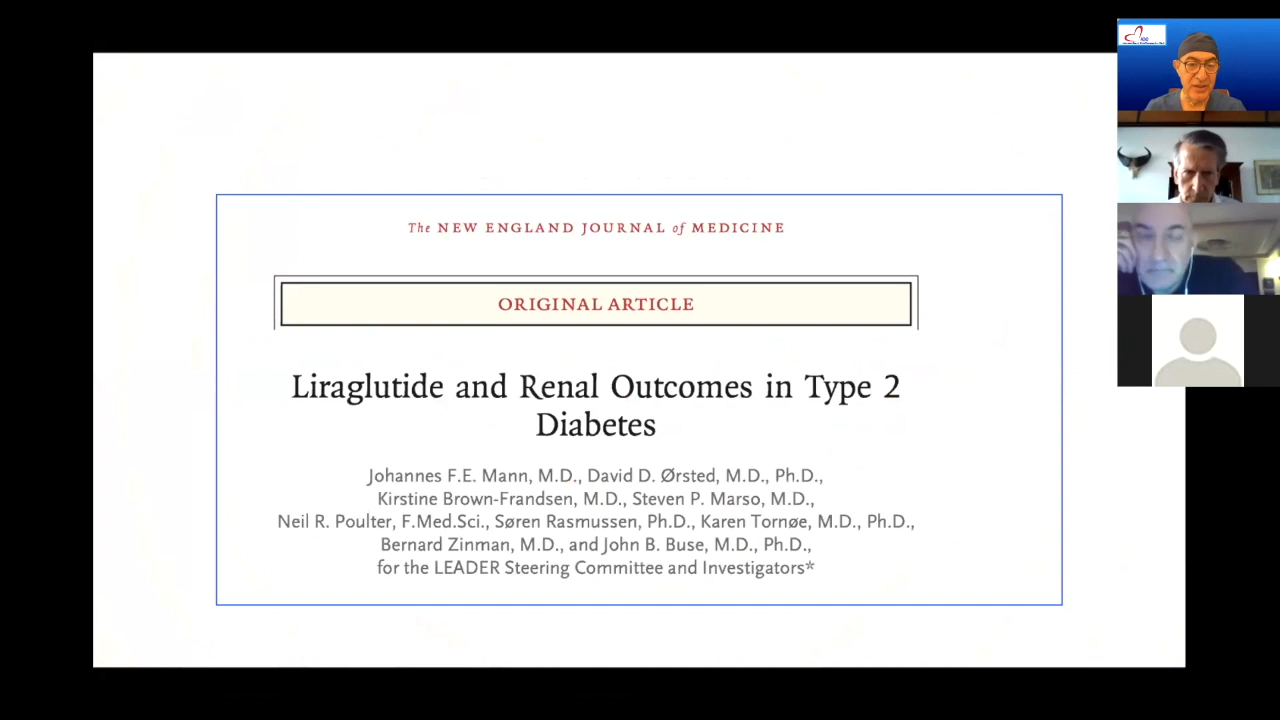 The NEW ENGLAND JOURNAL of MEDICINE
ORIGINAL ARTICLE
Liraglutide and Renal Outcomes in Type 2
Diabetes
Johannes F.E. Mann, M.D., David D. Ørsted, M.D., Ph.D.,
Kirstine Brown-Frandsen, M.D., Steven P. Marso, M.D.,
Neil R. Poulter, F.Med.Sci., Søren Rasmussen, Ph.D., Karen Tornøe, M.D., Ph.D.,
Bernard Zinman, M.D., and John B. Buse, M.D., Ph.D.,
for the LEADER Steering Committee and Investigators*